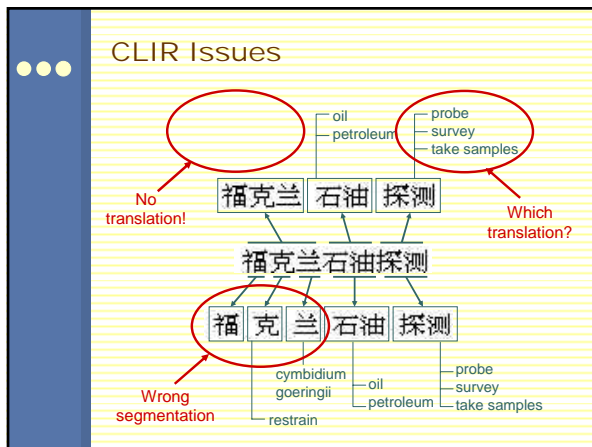 CLIR Issues
oil
petroleum
probe
survey
take samples
No
translation!
福克兰 石油 探测
Which
translation?
福克兰石油探测
福 克 兰 石油 探测
cymbidium
goeringii
restrain
oil
petroleum
probe
survey
take samples
Wrong
segmentation